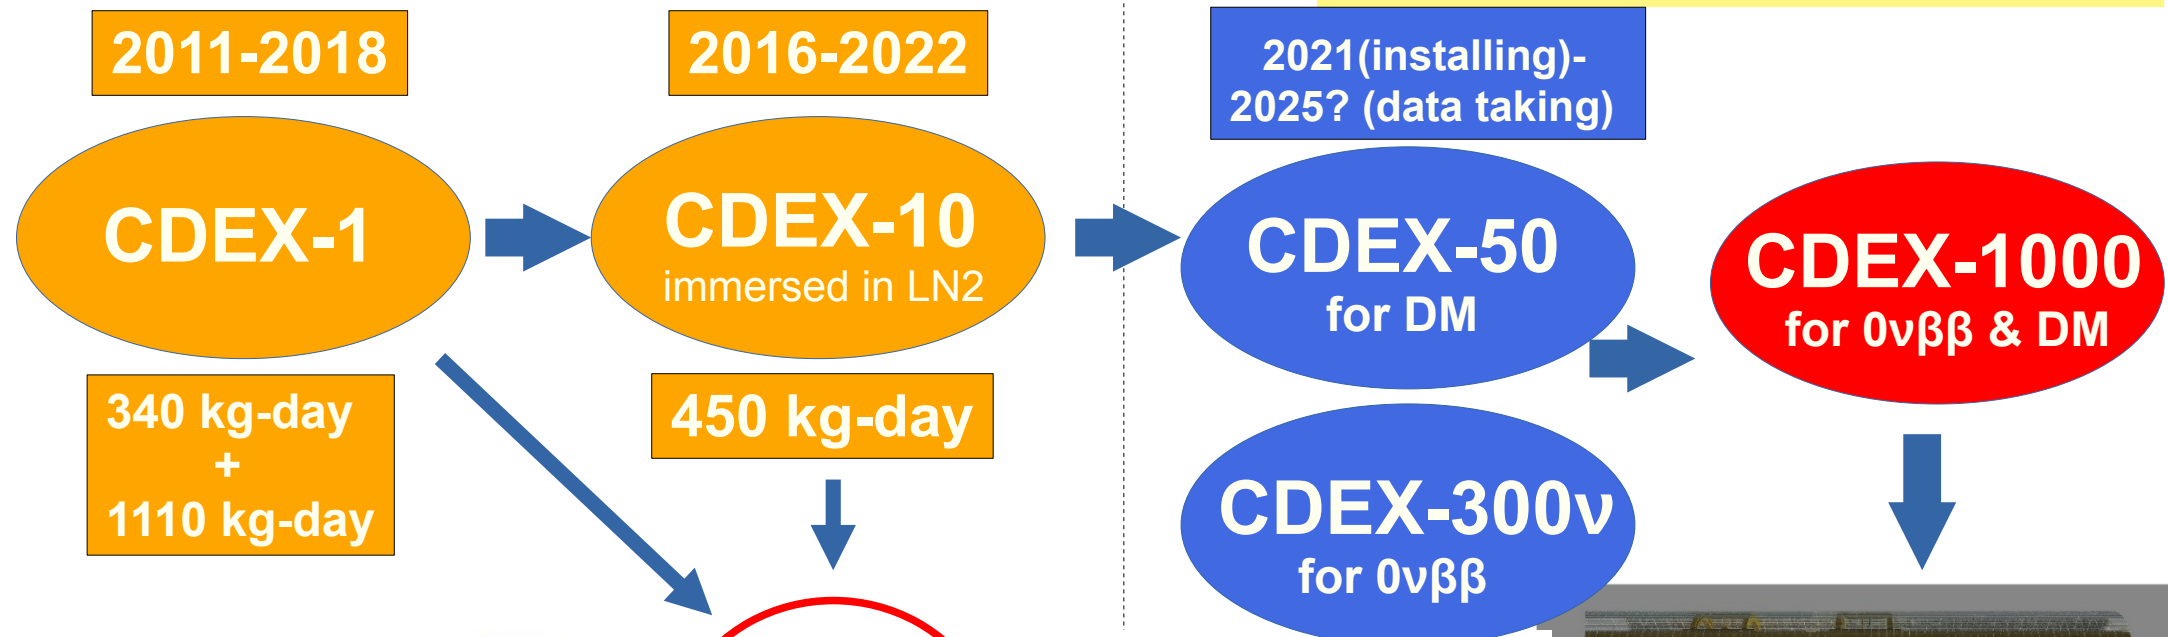 2011-2018
CDEX-1
340 kg-day
+
1110 kg-day
2016-2022
CDEX-10
immersed in LN2
450 kg-day
2021(installing)-
2025? (data taking)
CDEX-50
for DM
CDEX-300ν
for 0νββ
CDEX-1000
for 0νββ & DM